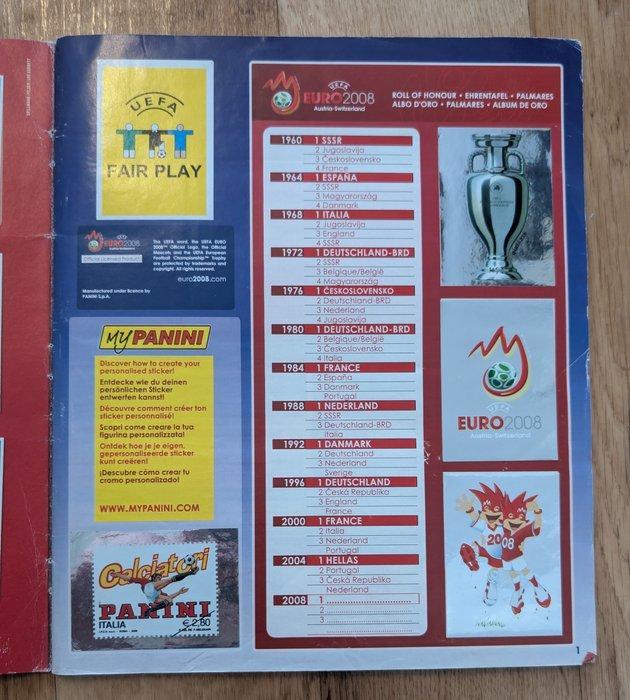 UEFA
FAIR PLAY
UEFA
EURO2008
Austria-Switzerland
Official Licensed Product
The UEFA word, the UEFA EURO
2008™ Official Logo, the Official
Mascots and the UEFA European
Football Championship™ Trophy
are protected by trademarks and
copyright. All rights reserved.
euro2008.com
Manufactured under licence by
PANINI S.p.A.
MYPANINI
Discover how to create your
personalised sticker!
Entdecke wie du deinen
persönlichen Sticker
entwerfen kannst!
Découvre comment créer ton
sticker personnalisé!
Scopri come creare la tua
figurina personalizzata!
Ontdek hoe je je eigen,
gepersonaliseerde sticker
kunt creëren!
¡Descubre cómo crear tu
cromo personalizado!
WWW.MYPANINI.COM
Calciatori
PANINI
ITALIA
€ 2,80
UEFA
EURO2008
Austria-Switzerland
ROLL OF HONOUR • EHRENTAFEL • PALMARES
ALBO D'ORO • PALMARES • ALBUM DE ORO
1960 1 SSSR
2 Jugoslavija
3 Československo
4 France
1964 1 ESPAÑA
2 SSSR
3 Magyarország
4 Danmark
1968 1 ITALIA
2 Jugoslavija
3 England
4 SSSR
1972 1 DEUTSCHLAND-BRD
2 SSSR
3 Belgique/België
4 Magyarország
1976 1 ČESKOSLOVENSKO
2 Deutschland-BRD
3 Nederland
4 Jugoslavija
1980 1 DEUTSCHLAND-BRD
2 Belgique/België
3 Československo
4 Italia
1984 1 FRANCE
2 España
3 Danmark
Portugal
1988 1 NEDERLAND
2 SSSR
3 Deutschland-BRD
Italia
1992 1 DANMARK
2 Deutschland
3 Nederland
Sverige
1996 1 DEUTSCHLAND
2 Česká Republika
3 England
France
2000 1 FRANCE
2 Italia
3 Nederland
Portugal
2004 1 HELLAS
2 Portugal
3 Česká Republika
Nederland
2008 1
2
3
UEFA
EURO2008
Austria-Switzerland
20 08
1